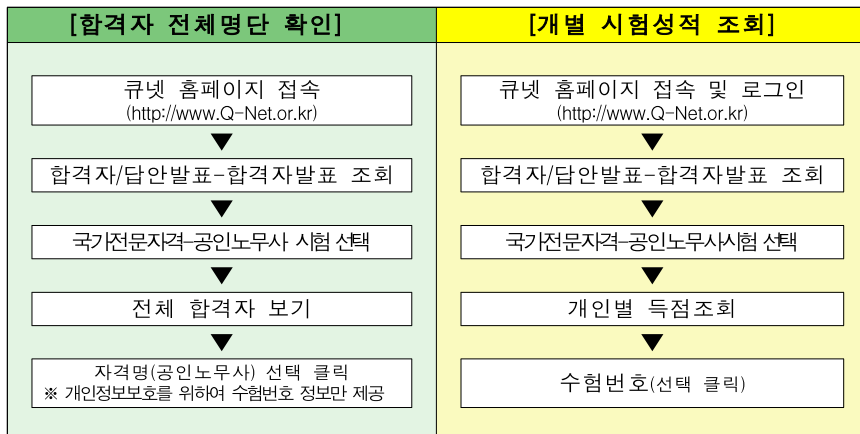 [합격자 전체명단 확인]
큐넷 홈페이지 접속
(http://www.Q-Net.or.kr)
▼
합격자/답안발표-합격자발표 조회
▼
국가전문자격-공인노무사 시험 선택
▼
전체 합격자 보기
▼
자격명(공인노무사) 선택 클릭
※ 개인정보보호를 위하여 수험번호 정보만 제공
[개별 시험성적 조회]
큐넷 홈페이지 접속 및 로그인
(http://www.Q-Net.or.kr)
▼
합격자/답안발표-합격자발표 조회
▼
국가전문자격-공인노무사시험 선택
▼
개인별 득점조회
▼
수험번호(선택 클릭)